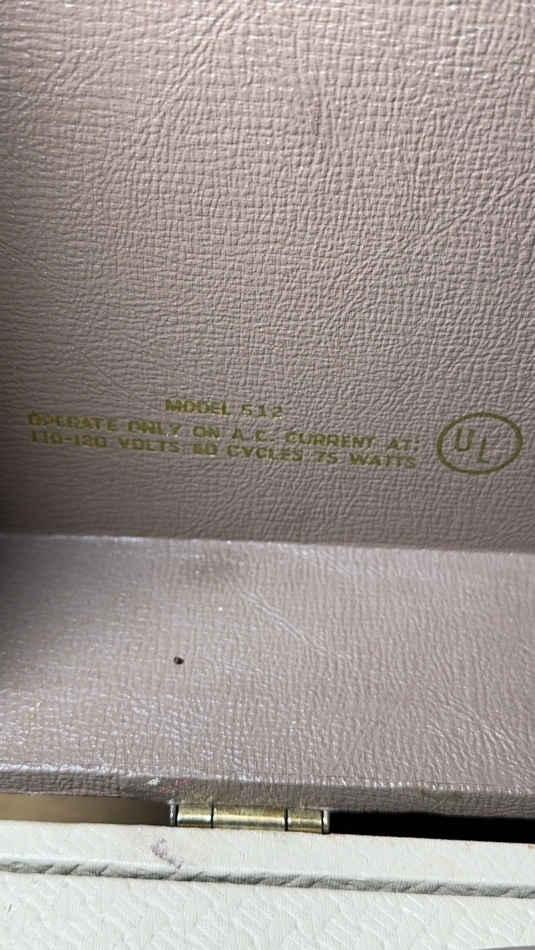 MODEL 512
OPERATE ONLY ON A.C. CURRENT AT:
110-120 VOLTS 60 CYCLES 75 WATTS
UL